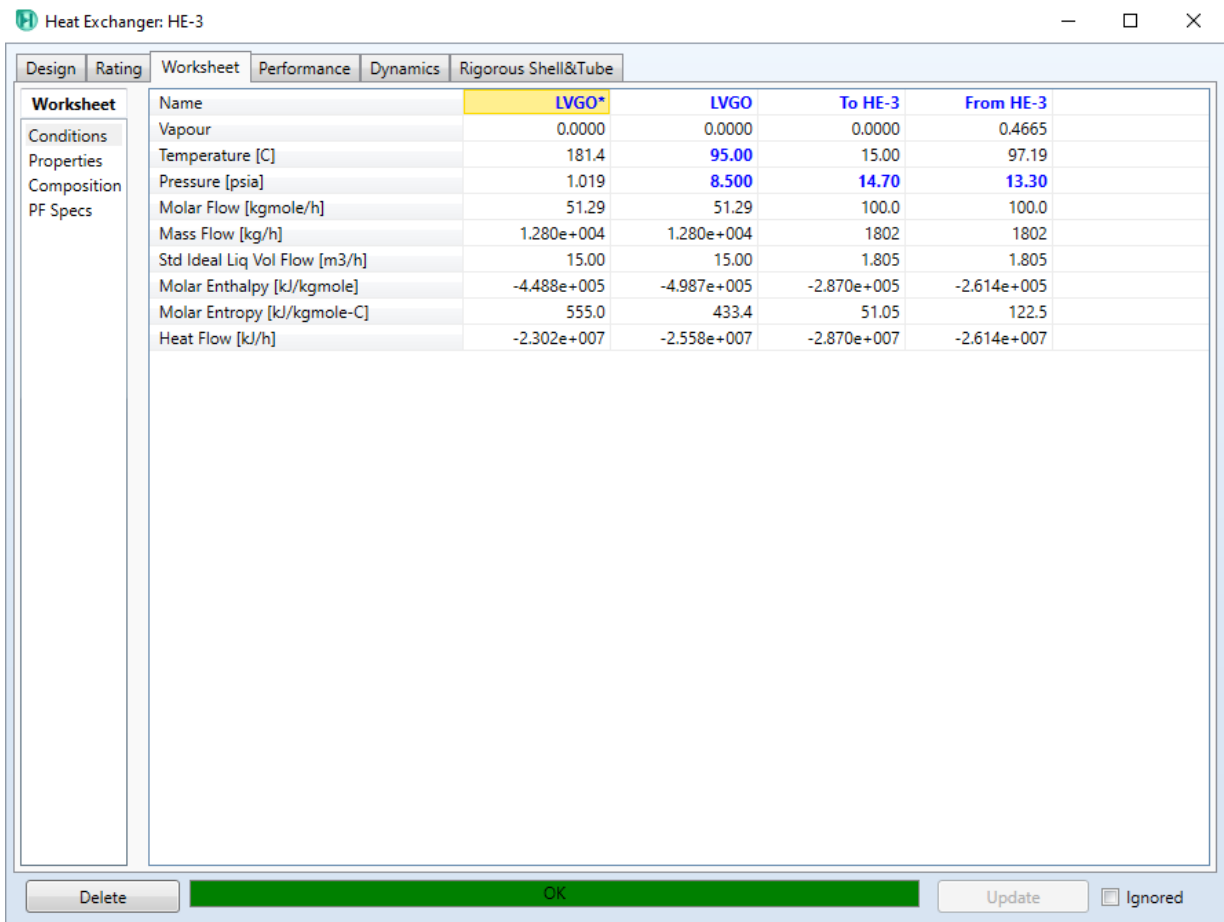 Heat Exchanger: HE-3
Design Rating Worksheet Performance Dynamics Rigorous Shell&Tube
Worksheet
Conditions
Properties
Composition
PF Specs
Name LVGO* LVGO To HE-3 From HE-3
Vapour 0.0000 0.0000 0.0000 0.4665
Temperature [C] 181.4 95.00 15.00 97.19
Pressure [psia] 1.019 8.500 14.70 13.30
Molar Flow [kgmole/h] 51.29 51.29 100.0 100.0
Mass Flow [kg/h] 1.280e+004 1.280e+004 1802 1802
Std Ideal Liq Vol Flow [m3/h] 15.00 15.00 1.805 1.805
Molar Enthalpy [kJ/kgmole] -4.488e+005 -4.987e+005 -2.870e+005 -2.614e+005
Molar Entropy [kJ/kgmole-C] 555.0 433.4 51.05 122.5
Heat Flow [kJ/h] -2.302e+007 -2.558e+007 -2.870e+007 -2.614e+007
Delete OK Update Ignored